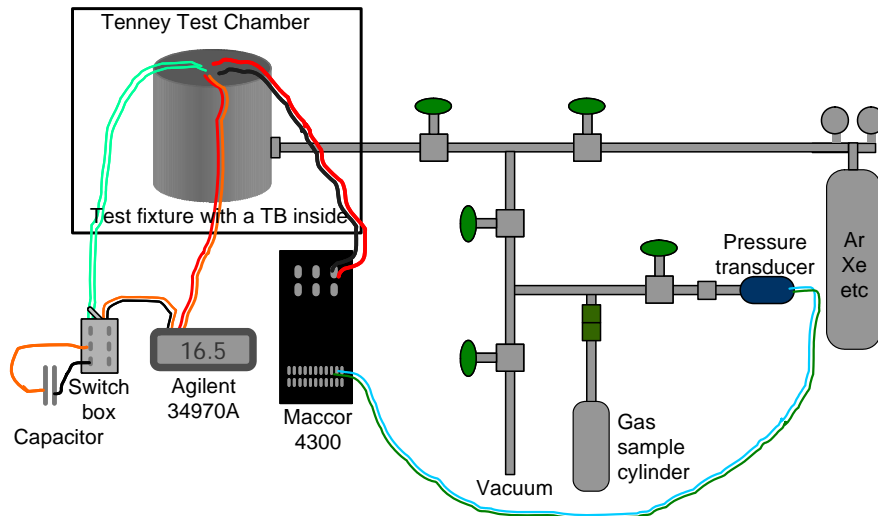 Tenney Test Chamber
Test fixture with a TB inside
Pressure
transducer
Ar
Xe
etc
16.5
Switch
box
Capacitor
Agilent
34970A
Maccor
4300
Vacuum
Gas
sample
cylinder